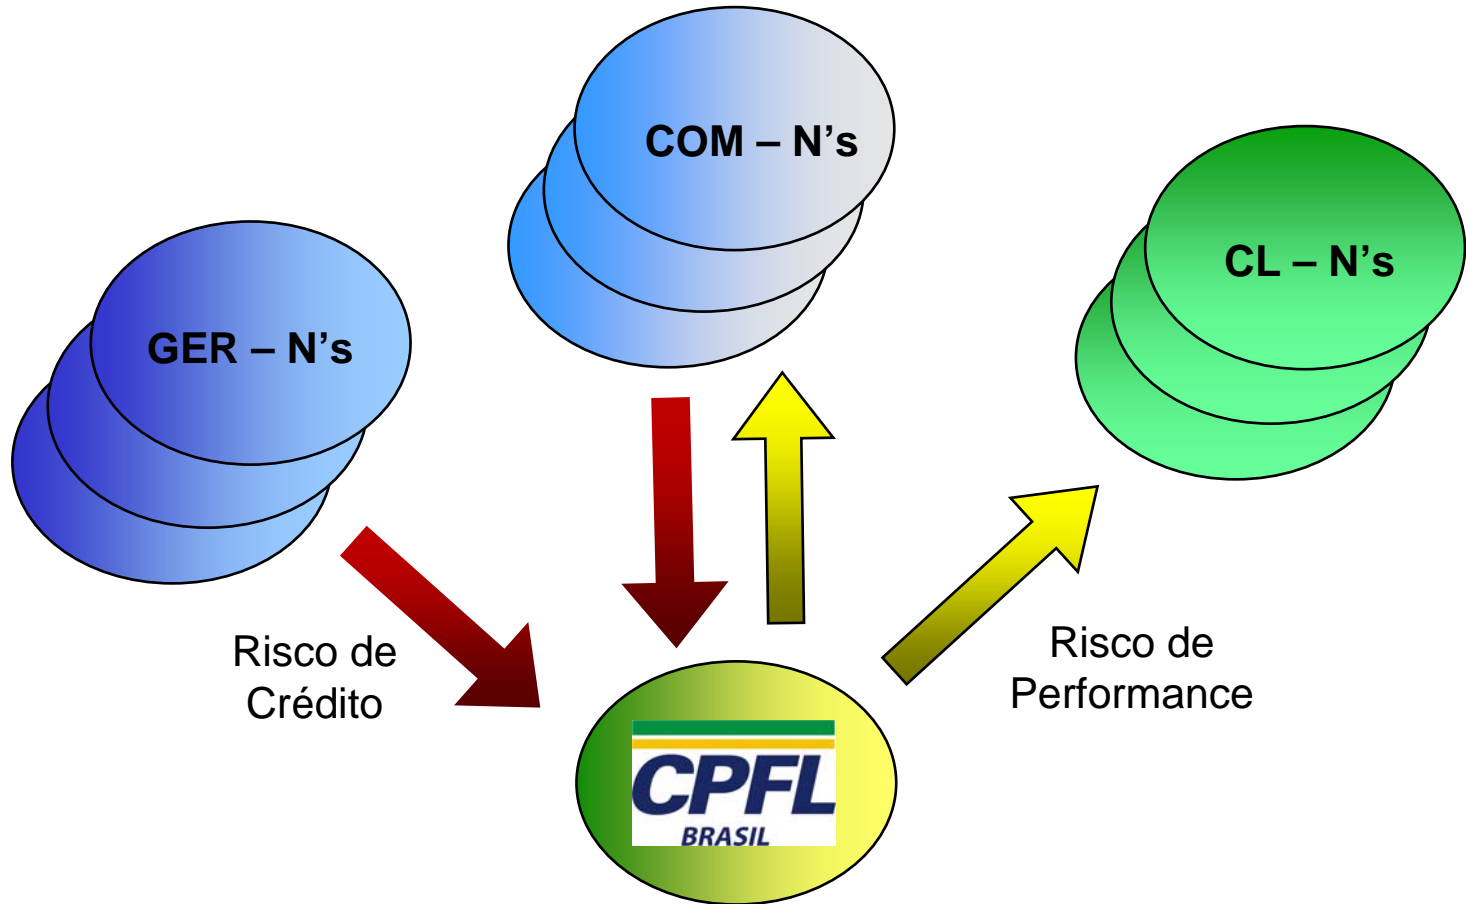 COM – N’s
CL – N’s
GER – N’s
Risco de
Crédito
Risco de
Performance
CPFL
BRASIL